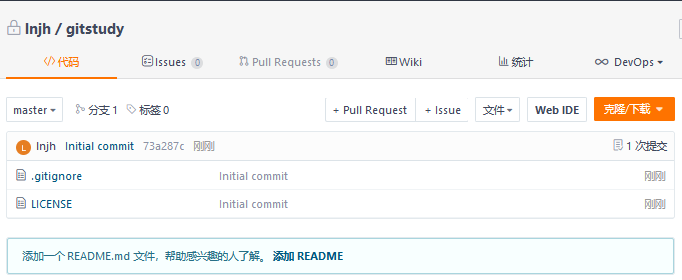 lnjh / gitstudy
代码 Issues 0 Pull Requests 0 Wiki 统计 DevOps
master 分支 1 标签 0 + Pull Request + Issue 文件 Web IDE 克隆/下载
L lnjh Initial commit 73a287c 刚刚 1 次提交
.gitignore Initial commit 刚刚
LICENSE Initial commit 刚刚
添加一个 README.md 文件，帮助感兴趣的人了解。 添加 README